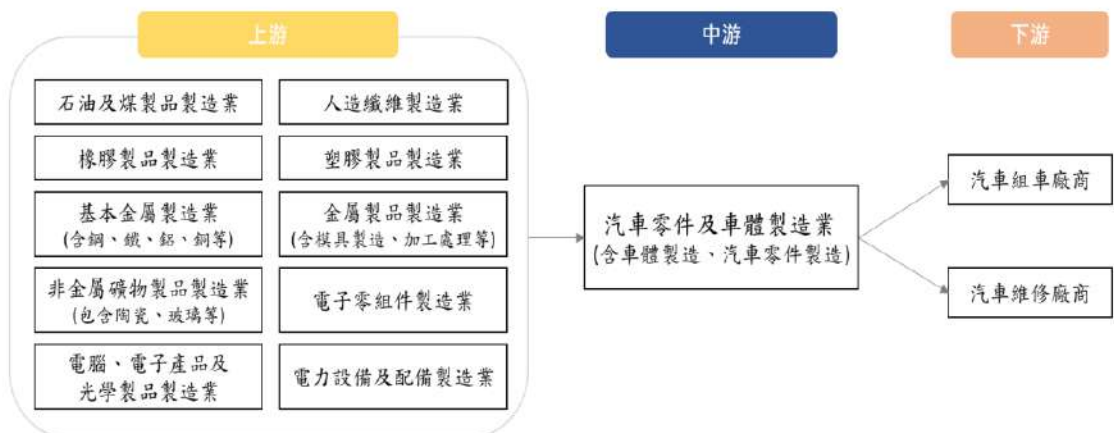 上游
中游
下游
石油及煤製品製造業
人造纖維製造業
橡膠製品製造業
塑膠製品製造業
基本金屬製造業
(含鋼、鐵、鋁、銅等)
金屬製品製造業
(含模具製造、加工處理等)
非金屬礦物製品製造業
(包含陶瓷、玻璃等)
電子零組件製造業
電腦、電子產品及
光學製品製造業
電力設備及配備製造業
汽車零件及車體製造業
(含車體製造、汽車零件製造)
汽車組車廠商
汽車維修廠商